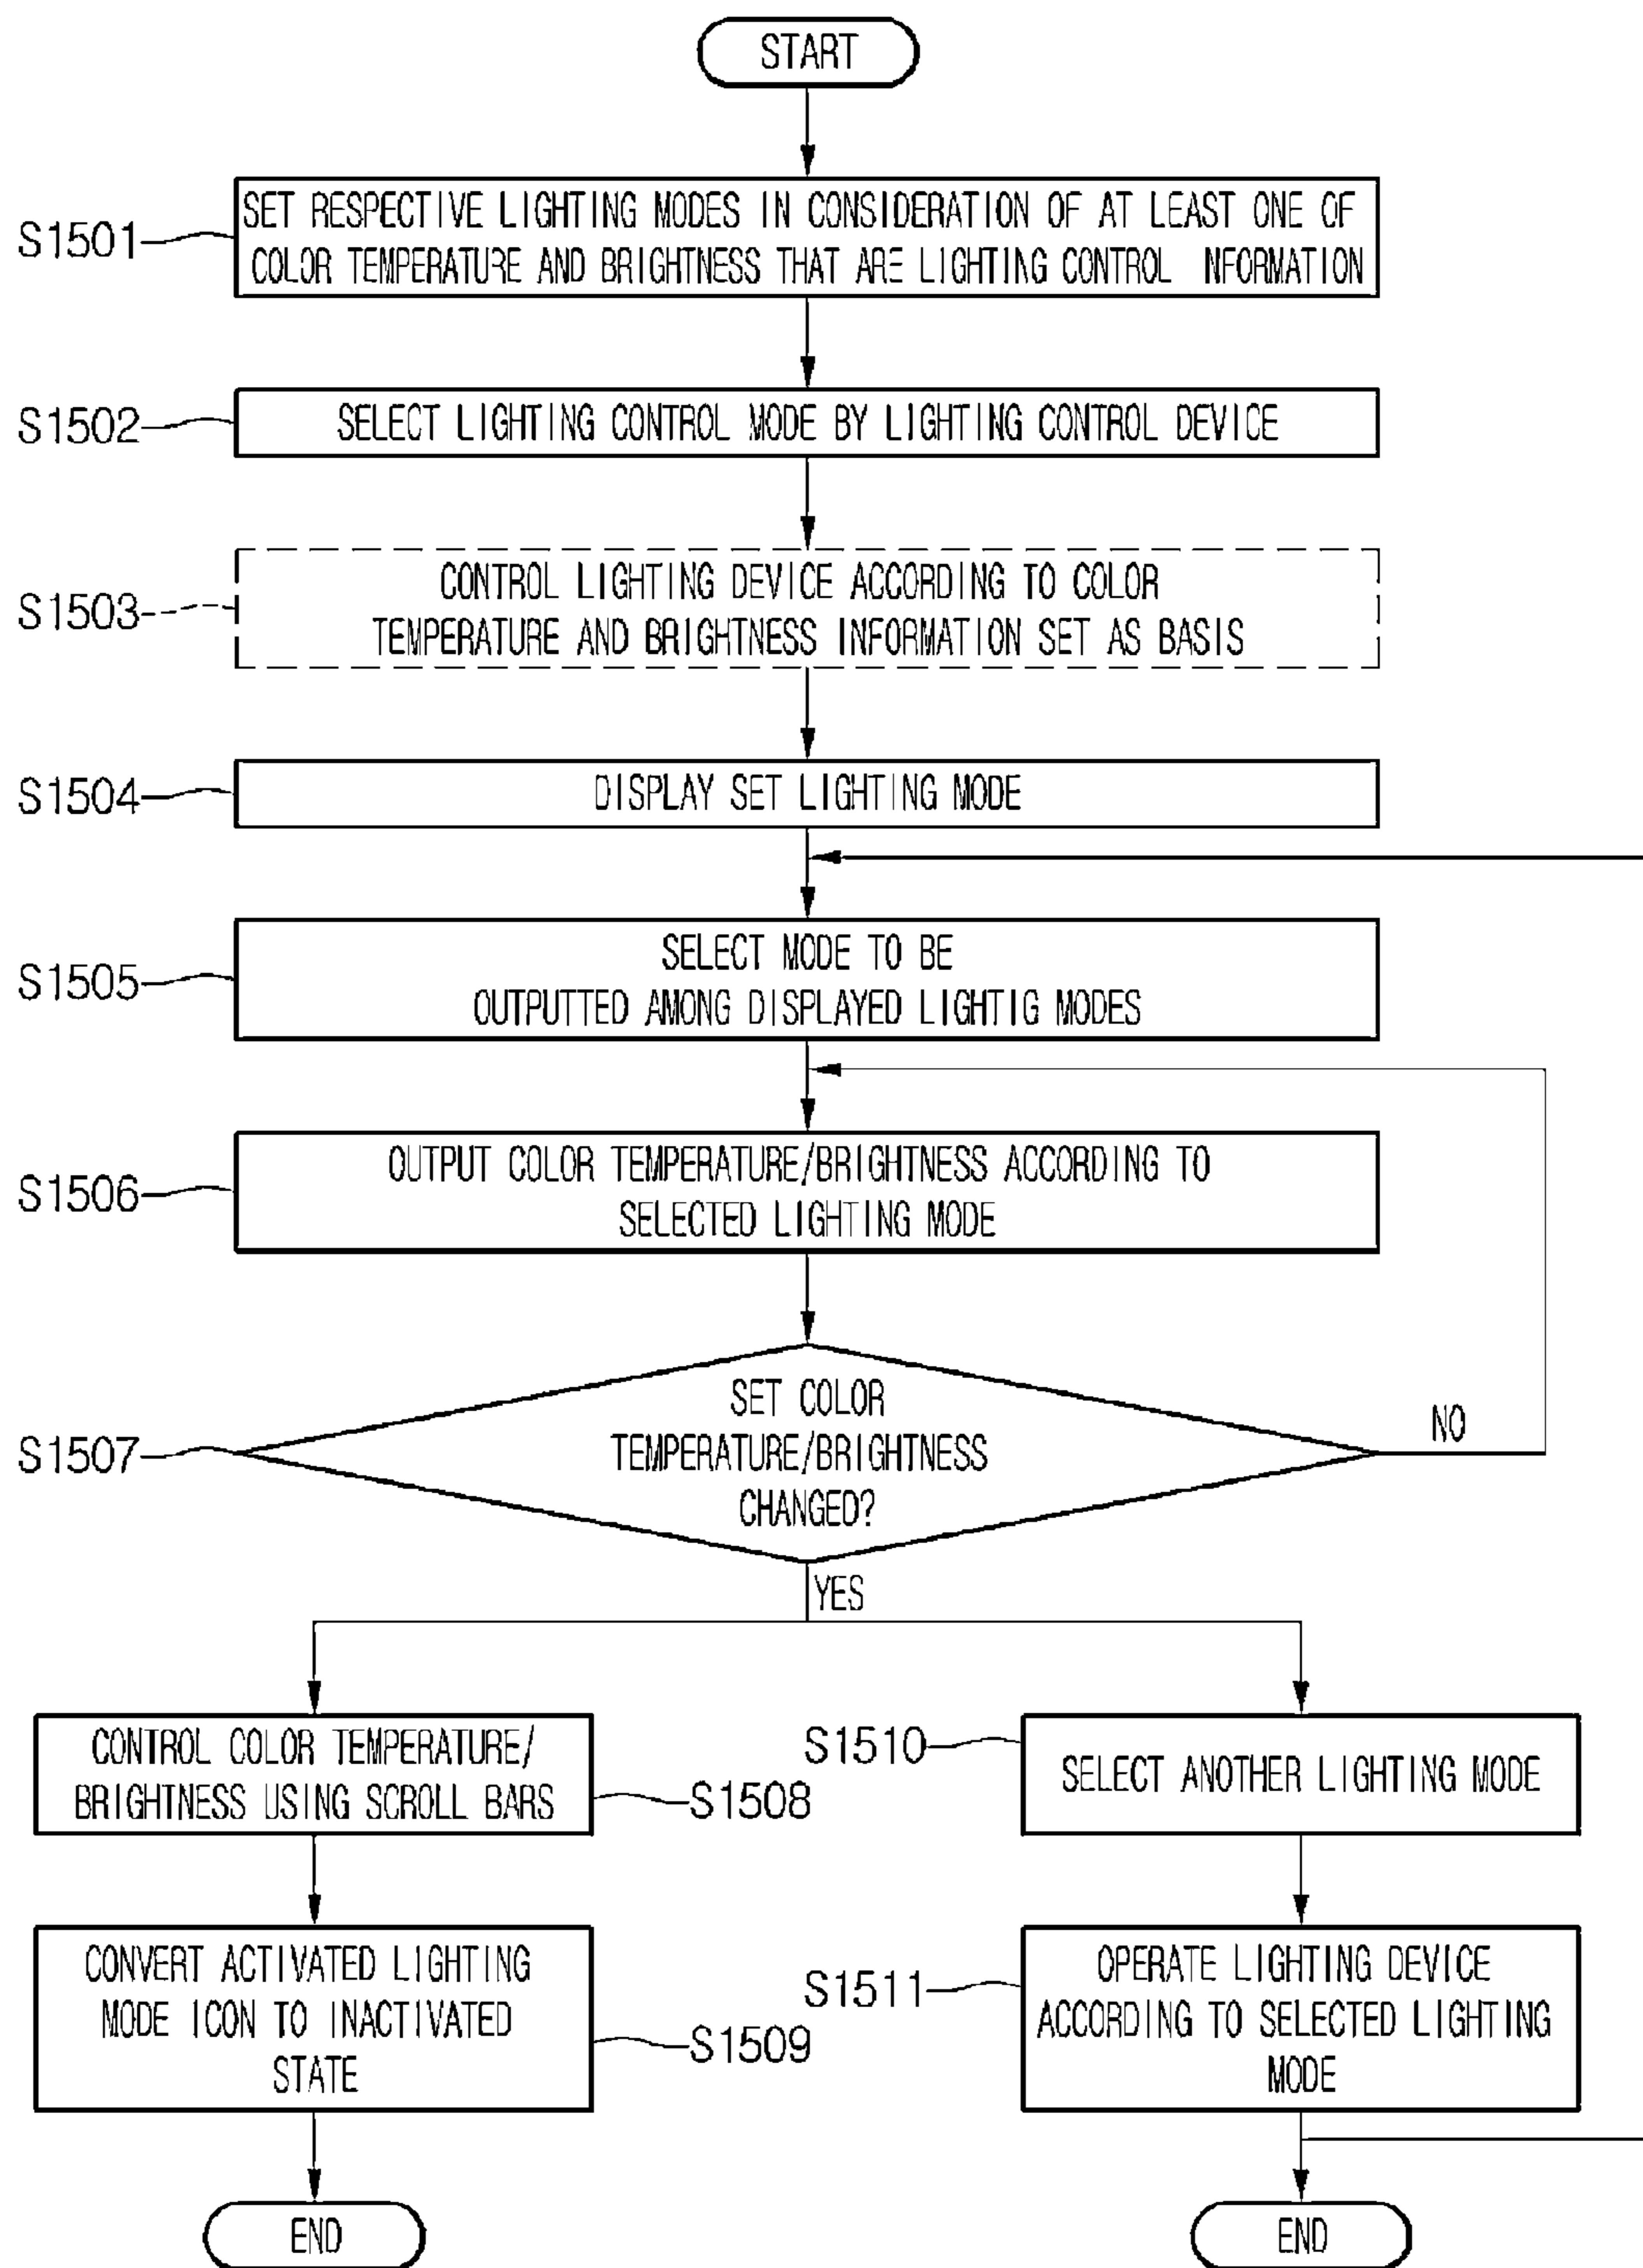 START
S1501
SET RESPECTIVE LIGHTING MODES IN CONSIDERATION OF AT LEAST ONE OF
COLOR TEMPERATURE AND BRIGHTNESS THAT ARE LIGHTING CONTROL NFORMATION
S1502
SELECT LIGHTING CONTROL MODE BY LIGHTING CONTROL DEVICE
S1503
CONTROL LIGHTING DEVICE ACCORDING TO COLOR
TEMPERATURE AND BRIGHTNESS INFORMATION SET AS BASIS
S1504
DISPLAY SET LIGHTING MODE
S1505
SELECT MODE TO BE
OUTPUTTED AMONG DISPLAYED LIGHTIG MODES
S1506
OUTPUT COLOR TEMPERATURE/BRIGHTNESS ACCORDING TO
SELECTED LIGHTING MODE
S1507
SET COLOR
TEMPERATURE/BRIGHTNESS
CHANGED?
NO
YES
CONTROL COLOR TEMPERATURE/
BRIGHTNESS USING SCROLL BARS
S1508
S1510
SELECT ANOTHER LIGHTING MODE
CONVERT ACTIVATED LIGHTING
MODE ICON TO INACTIVATED
STATE
S1509
S1511
OPERATE LIGHTING DEVICE
ACCORDING TO SELECTED LIGHTING
MODE
END
END